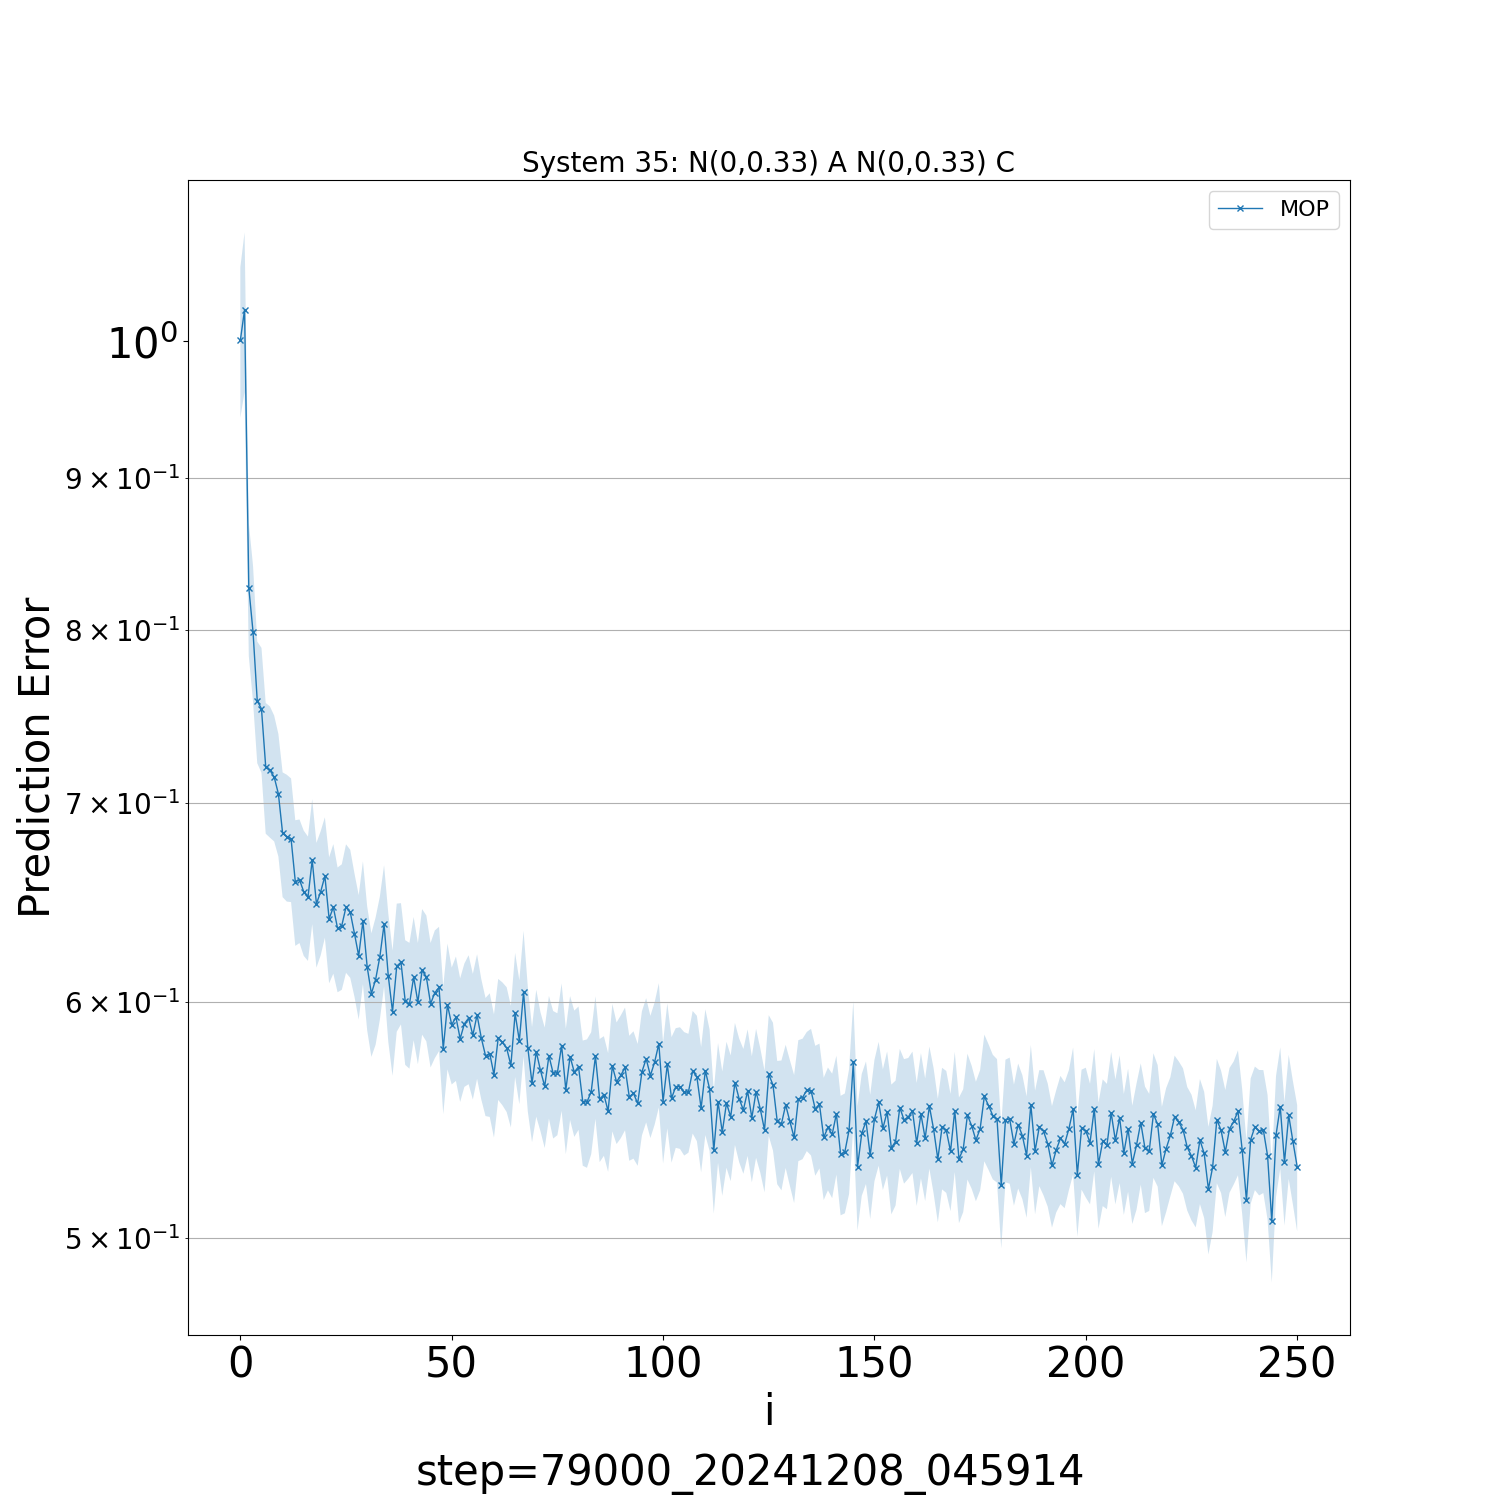 System 35: N(0,0.33) A N(0,0.33) C
MOP
10⁰
9 × 10⁻¹
8 × 10⁻¹
7 × 10⁻¹
6 × 10⁻¹
5 × 10⁻¹
Prediction Error
0 50 100 150 200 250
i
step=79000_20241208_045914